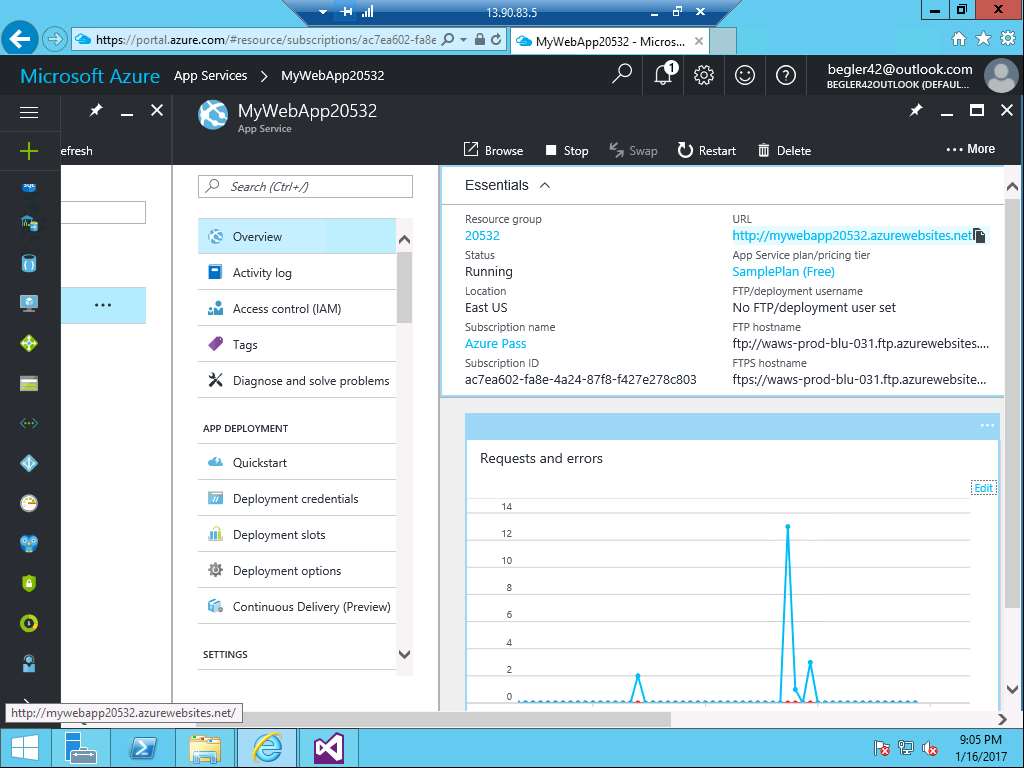 13.90.83.5
https://portal.azure.com/#resource/subscriptions/ac7ea602-fa8e
MyWebApp20532 - Micros...
Microsoft Azure
App Services > MyWebApp20532
1
begler42@outlook.com
BEGLER42OUTLOOK (DEFAUL...
efresh
MyWebApp20532
App Service
Browse
Stop
Swap
Restart
Delete
More
Search (Ctrl+/)
Overview
Activity log
Access control (IAM)
Tags
Diagnose and solve problems
APP DEPLOYMENT
Quickstart
Deployment credentials
Deployment slots
Deployment options
Continuous Delivery (Preview)
SETTINGS
Essentials
Resource group
20532
Status
Running
Location
East US
Subscription name
Azure Pass
Subscription ID
ac7ea602-fa8e-4a24-87f8-f427e278c803
URL
http://mywebapp20532.azurewebsites.net
App Service plan/pricing tier
SamplePlan (Free)
FTP/deployment username
No FTP/deployment user set
FTP hostname
ftp://waws-prod-blu-031.ftp.azurewebsites....
FTPS hostname
ftps://waws-prod-blu-031.ftp.azurewebsite...
Requests and errors
Edit
14
12
10
8
6
4
2
0
http://mywebapp20532.azurewebsites.net/
9:05 PM
1/16/2017